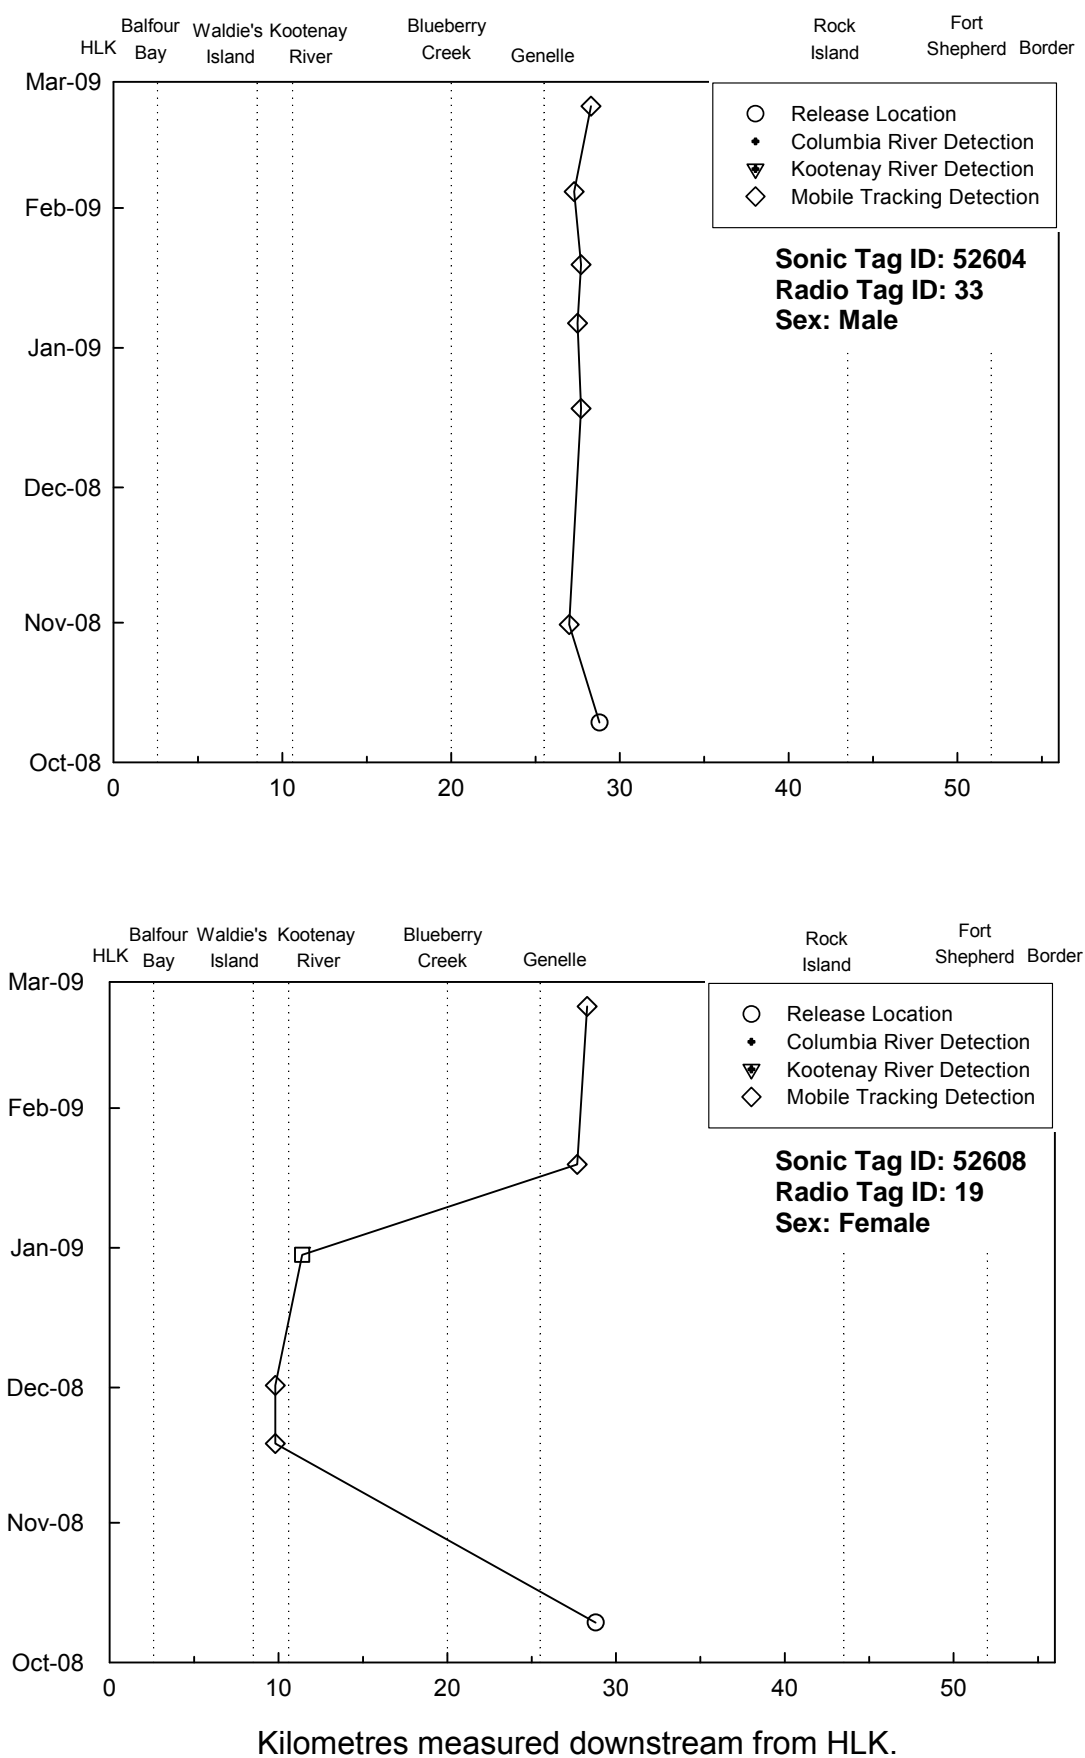 Balfour Waldie's Kootenay Blueberry Rock Fort
HLK Bay Island River Creek Genelle Island Shepherd Border
Mar-09
Release Location
Columbia River Detection
Kootenay River Detection
Mobile Tracking Detection
Feb-09
Sonic Tag ID: 52604
Radio Tag ID: 33
Sex: Male
Jan-09
Dec-08
Nov-08
Oct-08
0 10 20 30 40 50
Balfour Waldie's Kootenay Blueberry Rock Fort
HLK Bay Island River Creek Genelle Island Shepherd Border
Mar-09
Release Location
Columbia River Detection
Kootenay River Detection
Mobile Tracking Detection
Feb-09
Sonic Tag ID: 52608
Radio Tag ID: 19
Sex: Female
Jan-09
Dec-08
Nov-08
Oct-08
0 10 20 30 40 50
Kilometres measured downstream from HLK.